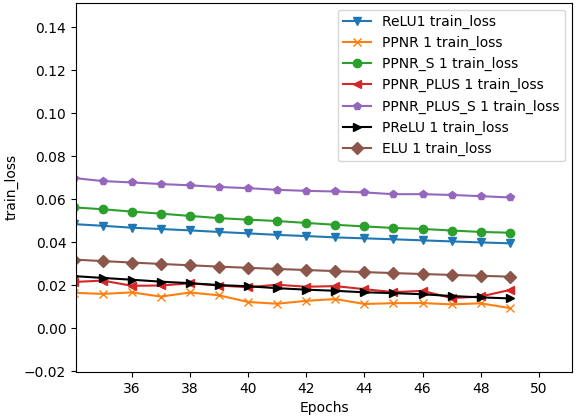 0.14
0.12
0.10
0.08
0.06
0.04
0.02
0.00
−0.02
train_loss
ReLU1 train_loss
PPNR 1 train_loss
PPNR_S 1 train_loss
PPNR_PLUS 1 train_loss
PPNR_PLUS_S 1 train_loss
PReLU 1 train_loss
ELU 1 train_loss
36 38 40 42 44 46 48 50
Epochs